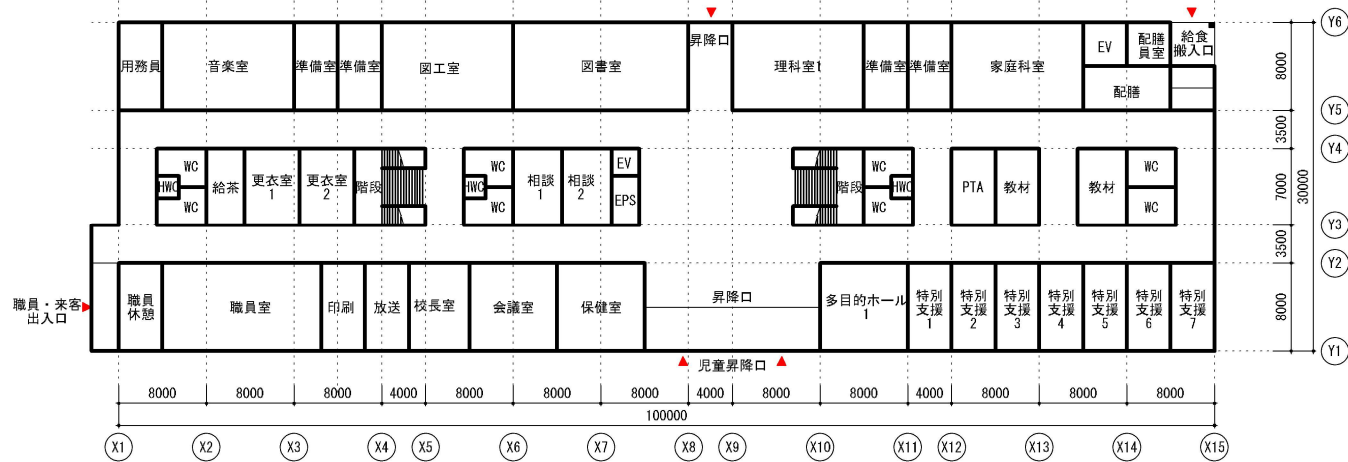 用務員
音楽室
準備室
準備室
図工室
図書室
昇降口
理科室1
準備室
準備室
家庭科室
EV
配膳
員室
給食
搬入口
配膳
Y6
8000
Y5
3500
Y4
7000
30000
Y3
3500
Y2
8000
Y1
WC
HWC
WC
給茶
更衣室
1
更衣室
2
階段
WC
HWC
WC
相談
1
相談
2
EV
EPS
階段
WC
HWC
WC
PTA
教材
教材
WC
WC
職員・来客
出入口
職員
休憩
職員室
印刷
放送
校長室
会議室
保健室
昇降口
多目的ホール
1
特別
支援
1
特別
支援
2
特別
支援
3
特別
支援
4
特別
支援
5
特別
支援
6
特別
支援
7
児童昇降口
8000 8000 8000 4000 8000 8000 8000 4000 8000 8000 4000 8000 8000 8000
100000
X1 X2 X3 X4 X5 X6 X7 X8 X9 X10 X11 X12 X13 X14 X15